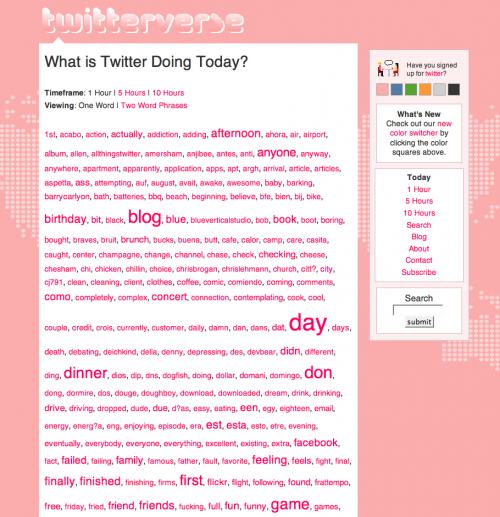 twitterverse
What is Twitter Doing Today?
Timeframe: 1 Hour | 5 Hours | 10 Hours
Viewing: One Word | Two Word Phrases
1st, acabo, action, actually, addiction, adding, afternoon, ahora, air, airport,
album, allen, allthingstwitter, amersham, anjibee, antes, anti, anyone, anyway,
anywhere, apartment, apparently, application, apps, apt, argh, arrival, article, articles,
aspetta, ass, attempting, auf, august, avait, awake, awesome, baby, barking,
barrycarlyon, bath, batteries, bbq, beach, beginning, believe, bfe, bien, bij, bike,
birthday, bit, black, blog, blue, blueverticalstudio, bob, book, boot, boring,
bought, braves, bruit, brunch, bucks, buena, butt, cafe, calor, camp, care, casita,
caught, center, champagne, change, channel, chase, check, checking, cheese,
chesham, chi, chicken, chillin, choice, chrisbrogan, chrislehmann, church, citt?, city,
cj791, clean, cleaning, client, clothes, coffee, comic, comiendo, coming, comments,
como, completely, complex, concert, connection, contemplating, cook, cool,
couple, credit, crois, currently, customer, daily, damn, dan, dans, dat, day, days,
death, debating, deichkind, della, denny, depressing, des, devbear, didn, different,
ding, dinner, dios, dip, dns, dogfish, doing, dollar, domani, domingo, don,
dong, dormire, dos, douge, doughboy, download, downloaded, dream, drink, drinking,
drive, driving, dropped, dude, due, d?as, easy, eating, een, egy, eighteen, email,
energy, energ?a, eng, enjoying, episode, era, est, esta, esto, etre, evening,
eventually, everybody, everyone, everything, excellent, existing, extra, facebook,
fact, failed, failing, family, famous, father, fault, favorite, feeling, feels, fight, final,
finally, finished, finishing, firms, first, flickr, flight, following, found, frattempo,
free, friday, fried, friend, friends, fucking, full, fun, funny, game, games,
Have you signed
up for twitter?
What's New
Check out our new
color switcher by
clicking the color
squares above.
Today
1 Hour
5 Hours
10 Hours
Search
Blog
About
Contact
Subscribe
Search
submit